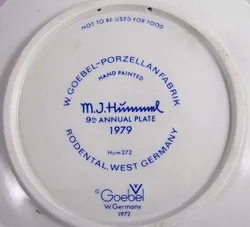 NOT TO BE USED FOR FOOD
W. GOEBEL-PORZELLANFABRIK
HAND PAINTED
M.J. Hummel
9th ANNUAL PLATE
1979
Hum 272
RODENTAL, WEST GERMANY
© Goebel
W. Germany
1972